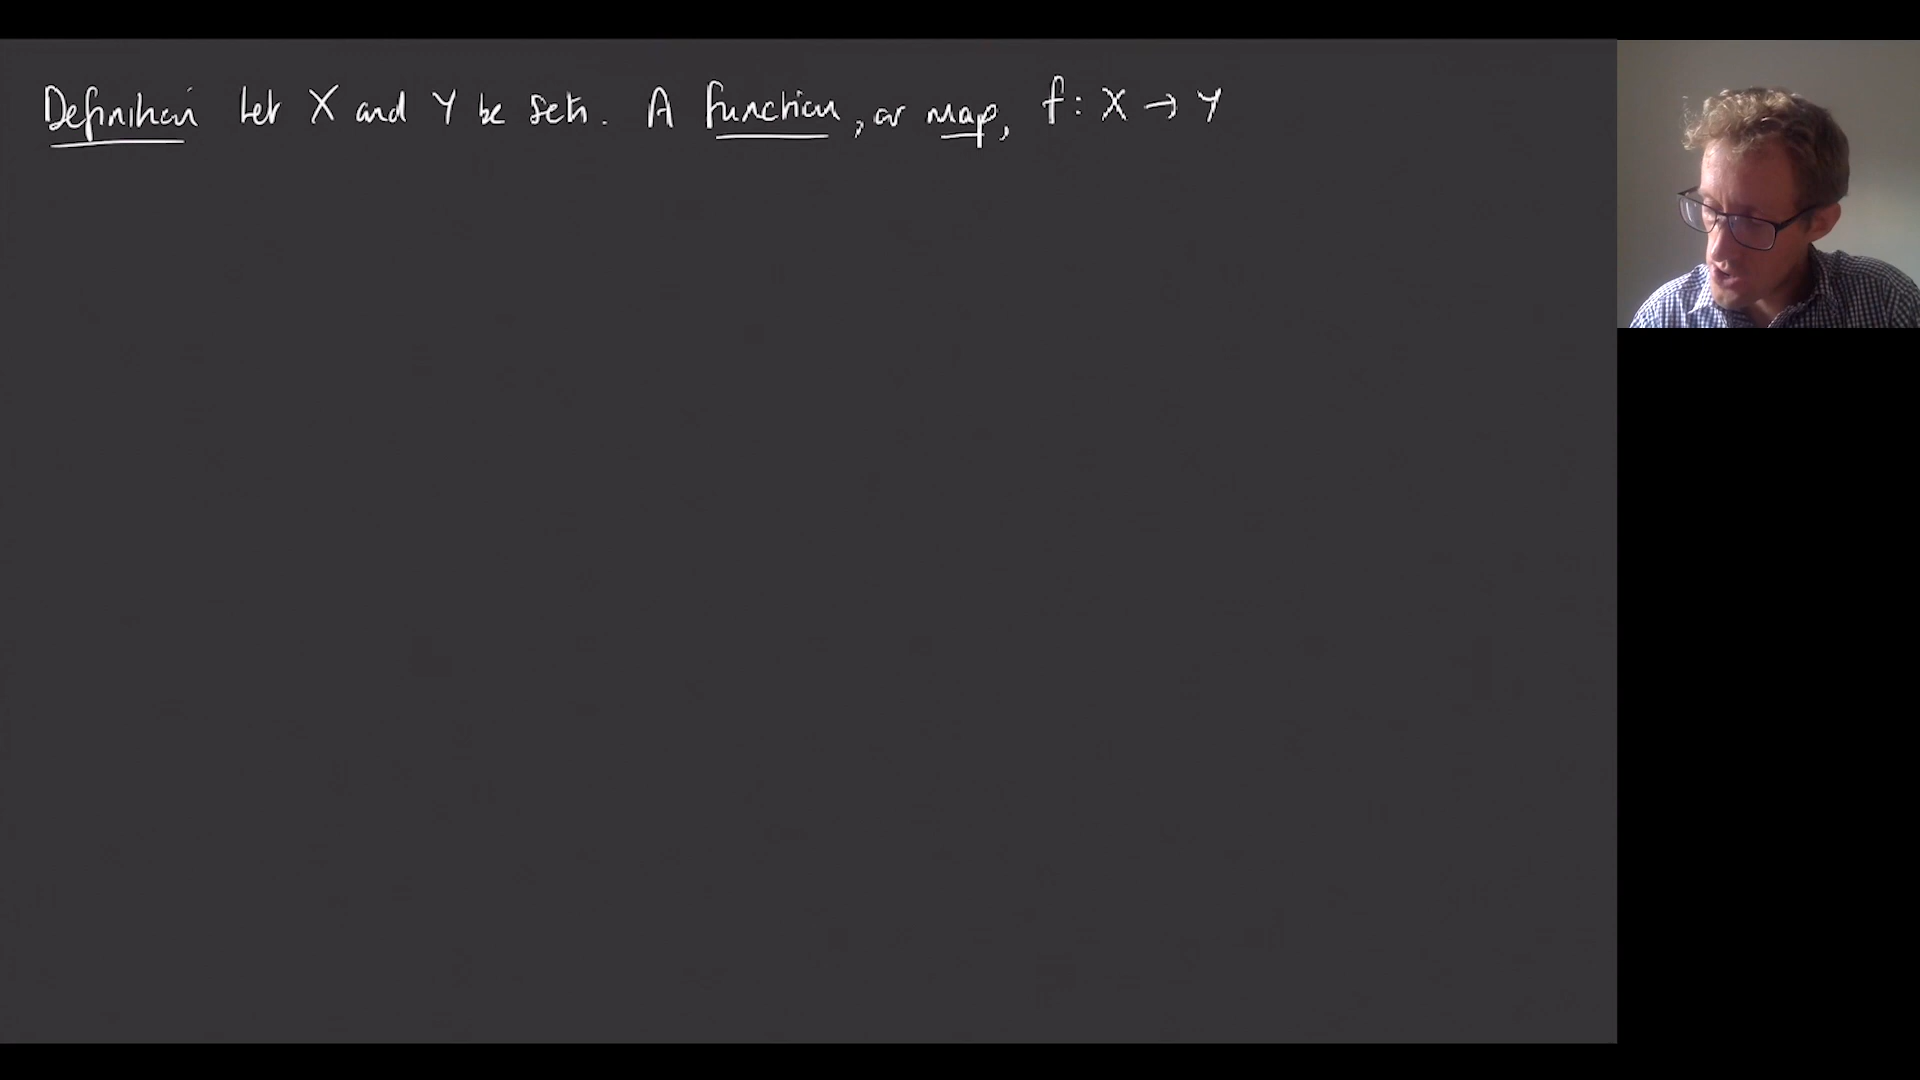 Definition Let X and Y be sets. A function, or map, f: X → Y